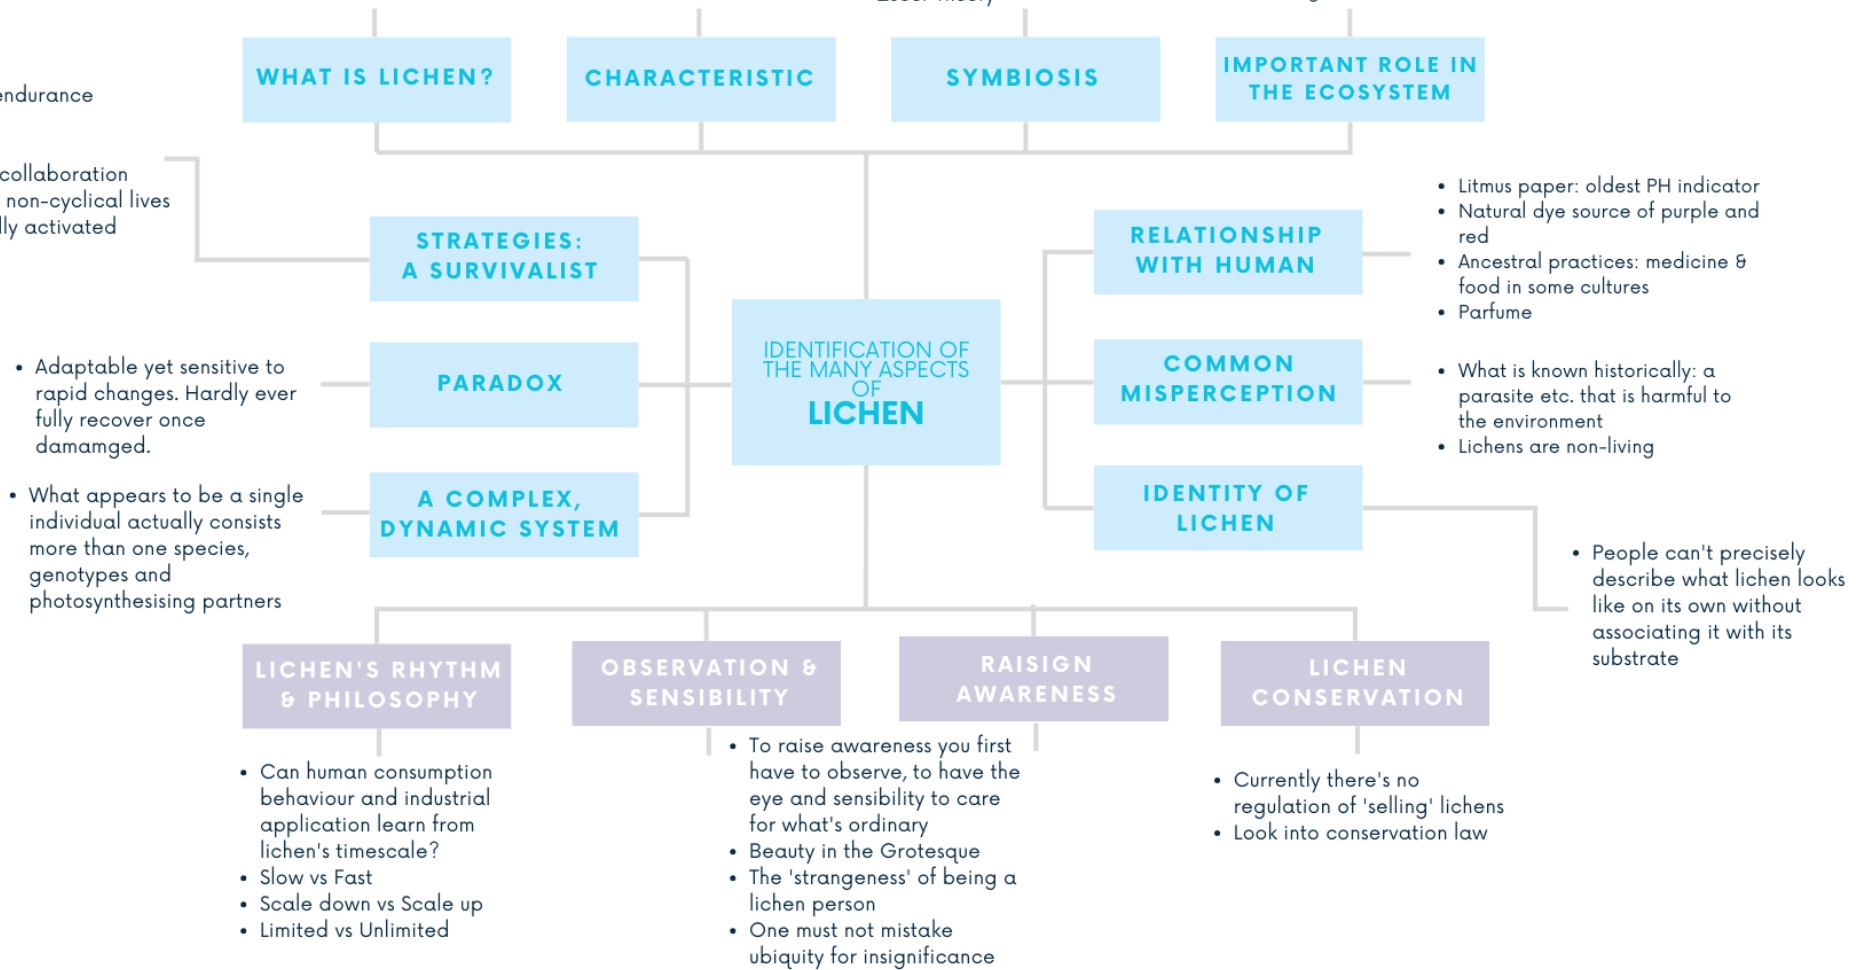 WHAT IS LICHEN?
CHARACTERISTIC
SYMBIOSIS
IMPORTANT ROLE IN
THE ECOSYSTEM
endurance
collaboration
non-cyclical lives
activated
STRATEGIES:
A SURVIVALIST
RELATIONSHIP
WITH HUMAN
• Litmus paper: oldest PH indicator
• Natural dye source of purple and
red
• Ancestral practices: medicine &
food in some cultures
• Parfume
IDENTIFICATION OF
THE MANY ASPECTS
OF
LICHEN
• Adaptable yet sensitive to
rapid changes. Hardly ever
fully recover once
damamged.
PARADOX
COMMON
MISPERCEPTION
• What is known historically: a
parasite etc. that is harmful to
the environment
• Lichens are non-living
• What appears to be a single
individual actually consists
more than one species,
genotypes and
photosynthesising partners
A COMPLEX,
DYNAMIC SYSTEM
IDENTITY OF
LICHEN
• People can't precisely
describe what lichen looks
like on its own without
associating it with its
substrate
LICHEN'S RHYTHM
& PHILOSOPHY
OBSERVATION &
SENSIBILITY
RAISIGN
AWARENESS
LICHEN
CONSERVATION
• Can human consumption
behaviour and industrial
application learn from
lichen's timescale?
• Slow vs Fast
• Scale down vs Scale up
• Limited vs Unlimited
• To raise awareness you first
have to observe, to have the
eye and sensibility to care
for what's ordinary
• Beauty in the Grotesque
• The 'strangeness' of being a
lichen person
• One must not mistake
ubiquity for insignificance
• Currently there's no
regulation of 'selling' lichens
• Look into conservation law